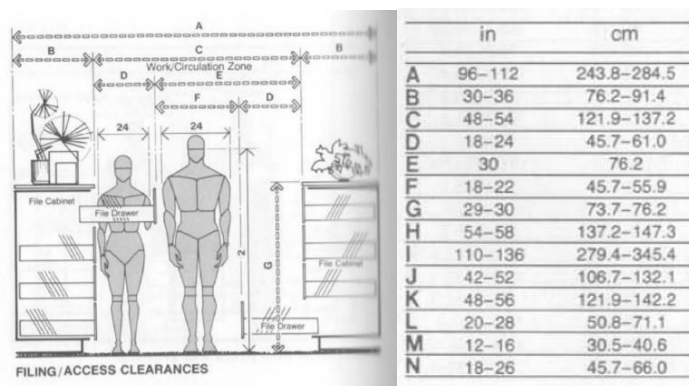 A
B C B
Work/Circulation Zone
D E
F D
24 24
File Cabinet
File Drawer
2
G
File Cabinet
File Drawer
FILING/ACCESS CLEARANCES
in cm
A 96–112 243.8–284.5
B 30–36 76.2–91.4
C 48–54 121.9–137.2
D 18–24 45.7–61.0
E 30 76.2
F 18–22 45.7–55.9
G 29–30 73.7–76.2
H 54–58 137.2–147.3
I 110–136 279.4–345.4
J 42–52 106.7–132.1
K 48–56 121.9–142.2
L 20–28 50.8–71.1
M 12–16 30.5–40.6
N 18–26 45.7–66.0